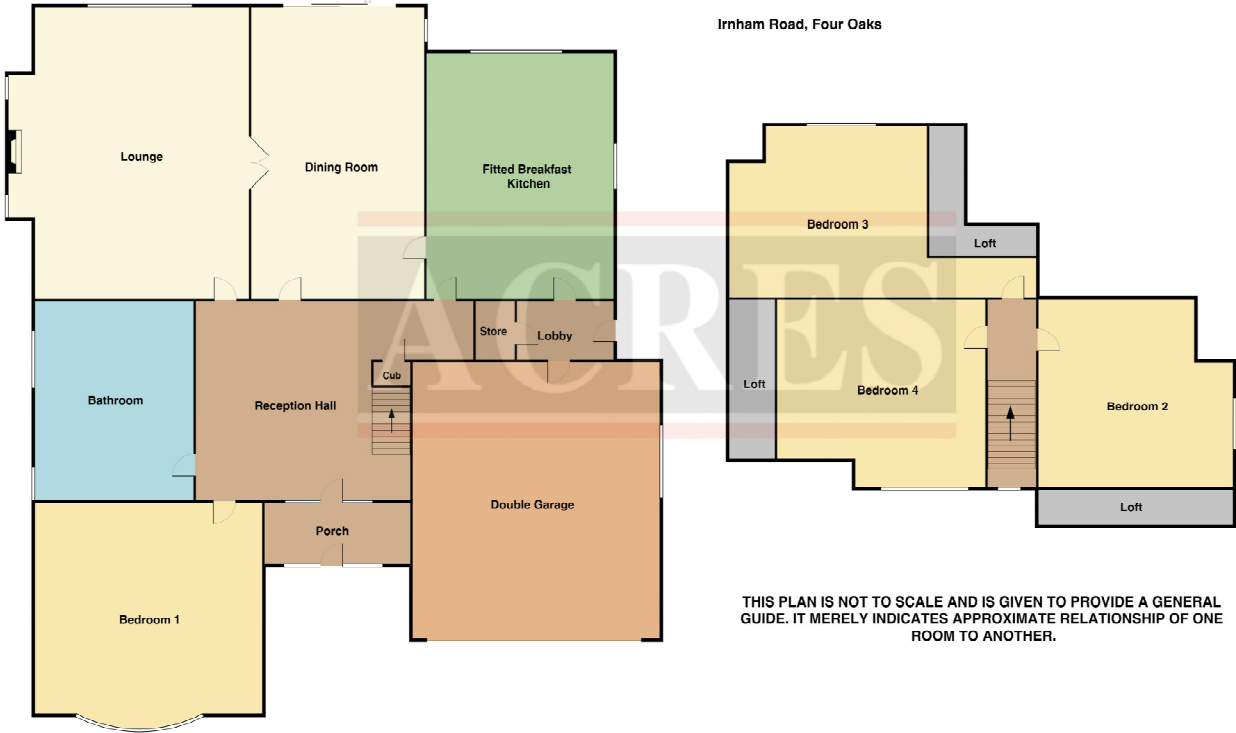 Irnham Road, Four Oaks
Lounge
Dining Room
Fitted Breakfast
Kitchen
Store
Lobby
Cub
Bathroom
Reception Hall
Porch
Double Garage
Bedroom 1
ACRES
Bedroom 3
Loft
Loft
Bedroom 4
Bedroom 2
Loft
THIS PLAN IS NOT TO SCALE AND IS GIVEN TO PROVIDE A GENERAL
GUIDE. IT MERELY INDICATES APPROXIMATE RELATIONSHIP OF ONE
ROOM TO ANOTHER.